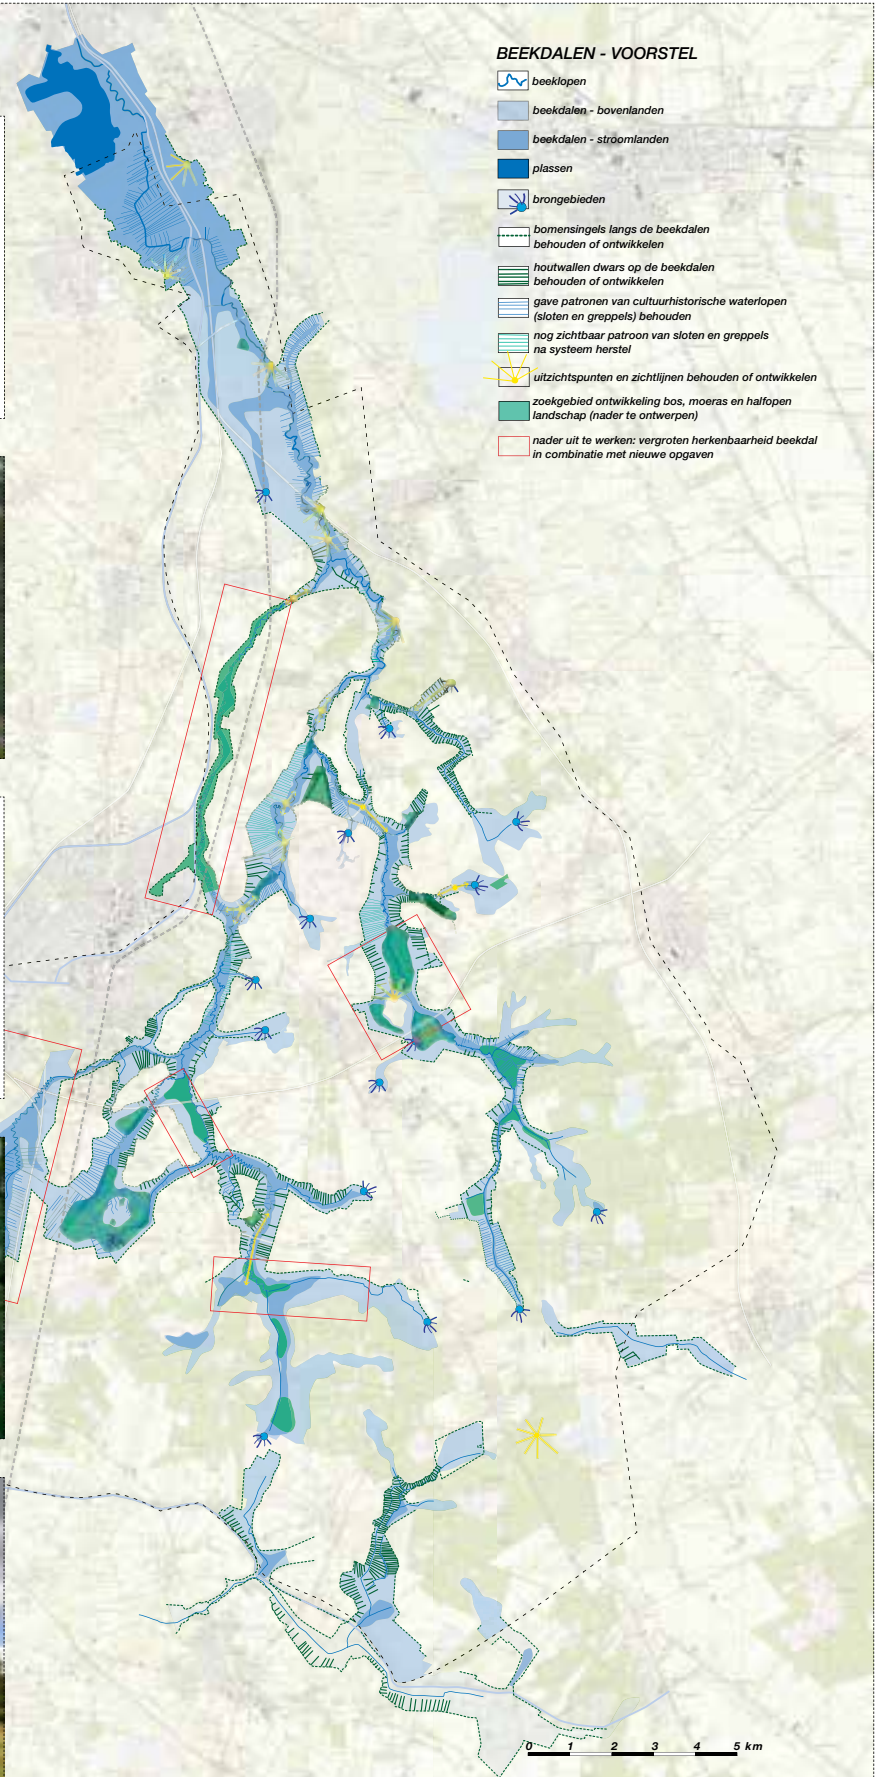 BEEKDALEN - VOORSTEL
beeklopen
beekdalen - bovenlanden
beekdalen - stroomlanden
plassen
brongebieden
bomensingels langs de beekdalen
behouden of ontwikkelen
houtwallen dwars op de beekdalen
behouden of ontwikkelen
gave patronen van cultuurhistorische waterlopen
(sloten en greppels) behouden
nog zichtbaar patroon van sloten en greppels
na systeem herstel
uitzichtspunten en zichtlijnen behouden of ontwikkelen
zoekgebied ontwikkeling bos, moeras en halfopen
landschap (nader te ontwerpen)
nader uit te werken: vergroten herkenbaarheid beekdal
in combinatie met nieuwe opgaven
0 1 2 3 4 5 km